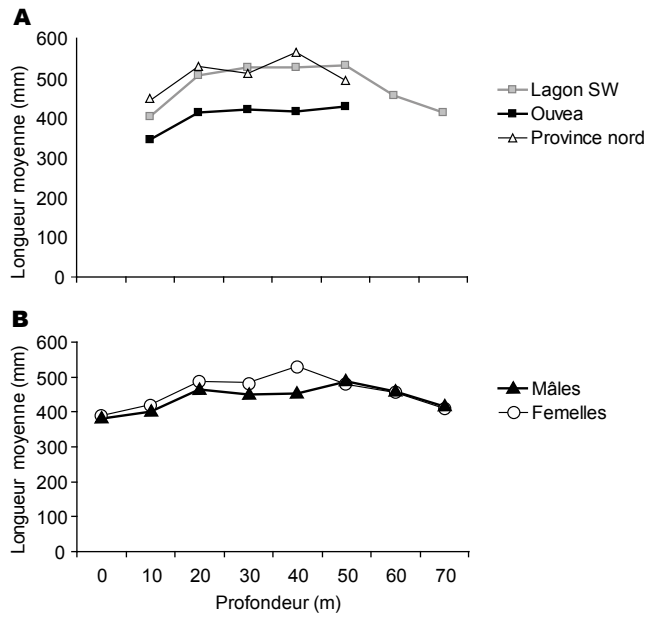 A
Longueur moyenne (mm)
600
500
400
300
200
100
0
Lagon SW
Ouvea
Province nord
B
Longueur moyenne (mm)
600
500
400
300
200
100
0
Mâles
Femelles
0 10 20 30 40 50 60 70
Profondeur (m)